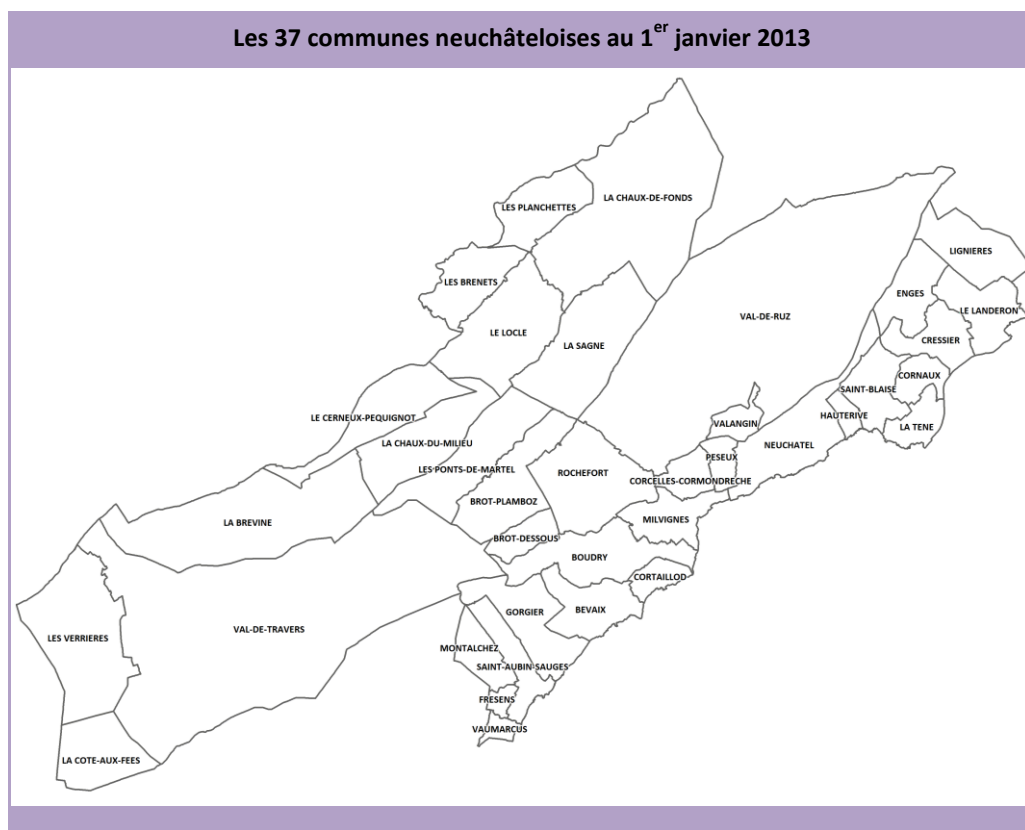 Les 37 communes neuchâteloises au 1er janvier 2013
LA CHAUX-DE-FONDS
LES PLANCHETTES
LIGNIERES
LES BRENETS
ENGES
LE LANDERON
VAL-DE-RUZ
LE LOCLE
CRESSIER
LA SAGNE
CORNAUX
SAINT-BLAISE
LE CERNEUX-PEQUIGNOT
HAUTERIVE
VALANGIN
LA TENE
LA CHAUX-DU-MILIEU
NEUCHATEL
PESEUX
LES PONTS-DE-MARTEL
ROCHEFORT
CORCELLES-CORMONDRECHE
BROT-PLAMBOZ
LA BREVINE
MILVIGNES
BROT-DESSOUS
BOUDRY
CORTAILLOD
GORGIER
BEVAIX
VAL-DE-TRAVERS
LES VERRIERES
MONTALCHEZ
SAINT-AUBIN-SAUGES
FRESENS
VAUMARCUS
LA COTE-AUX-FEES